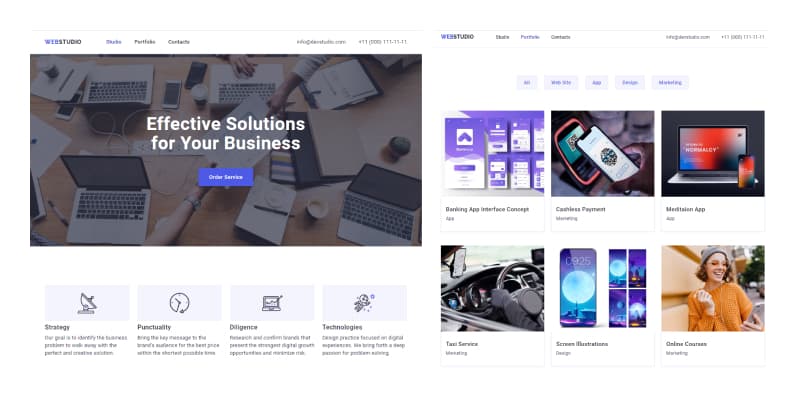 WEBSTUDIO Studio Portfolio Contacts info@devstudio.com +11 (000) 111-11-11
Effective Solutions
for Your Business
Order Service
Strategy
Our goal is to identify the business
problem to walk away with the
perfect and creative solution.
Punctuality
Bring the key message to the
brand's audience for the best price
within the shortest possible time.
Diligence
Research and confirm brands that
present the strongest digital growth
opportunities and minimize risk.
Technologies
Design practice focused on digital
experiences. We bring forth a deep
passion for problem-solving.
WEBSTUDIO Studio Portfolio Contacts info@devstudio.com +11 (000) 111-11-11
All Web Site App Design Marketing
NORMALCY
Banking App Interface Concept
App
Cashless Payment
Marketing
Meditaion App
App
0925
Taxi Service
Marketing
Screen Illustrations
Design
Online Courses
Marketing